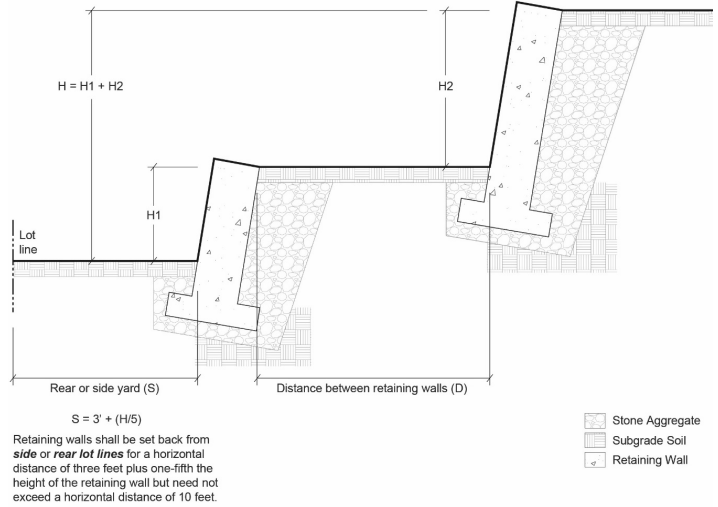 H = H1 + H2
H2
H1
Lot
line
Rear or side yard (S)
Distance between retaining walls (D)
S = 3' + (H/5)
Retaining walls shall be set back from
side or rear lot lines for a horizontal
distance of three feet plus one-fifth the
height of the retaining wall but need not
exceed a horizontal distance of 10 feet.
Stone Aggregate
Subgrade Soil
Retaining Wall